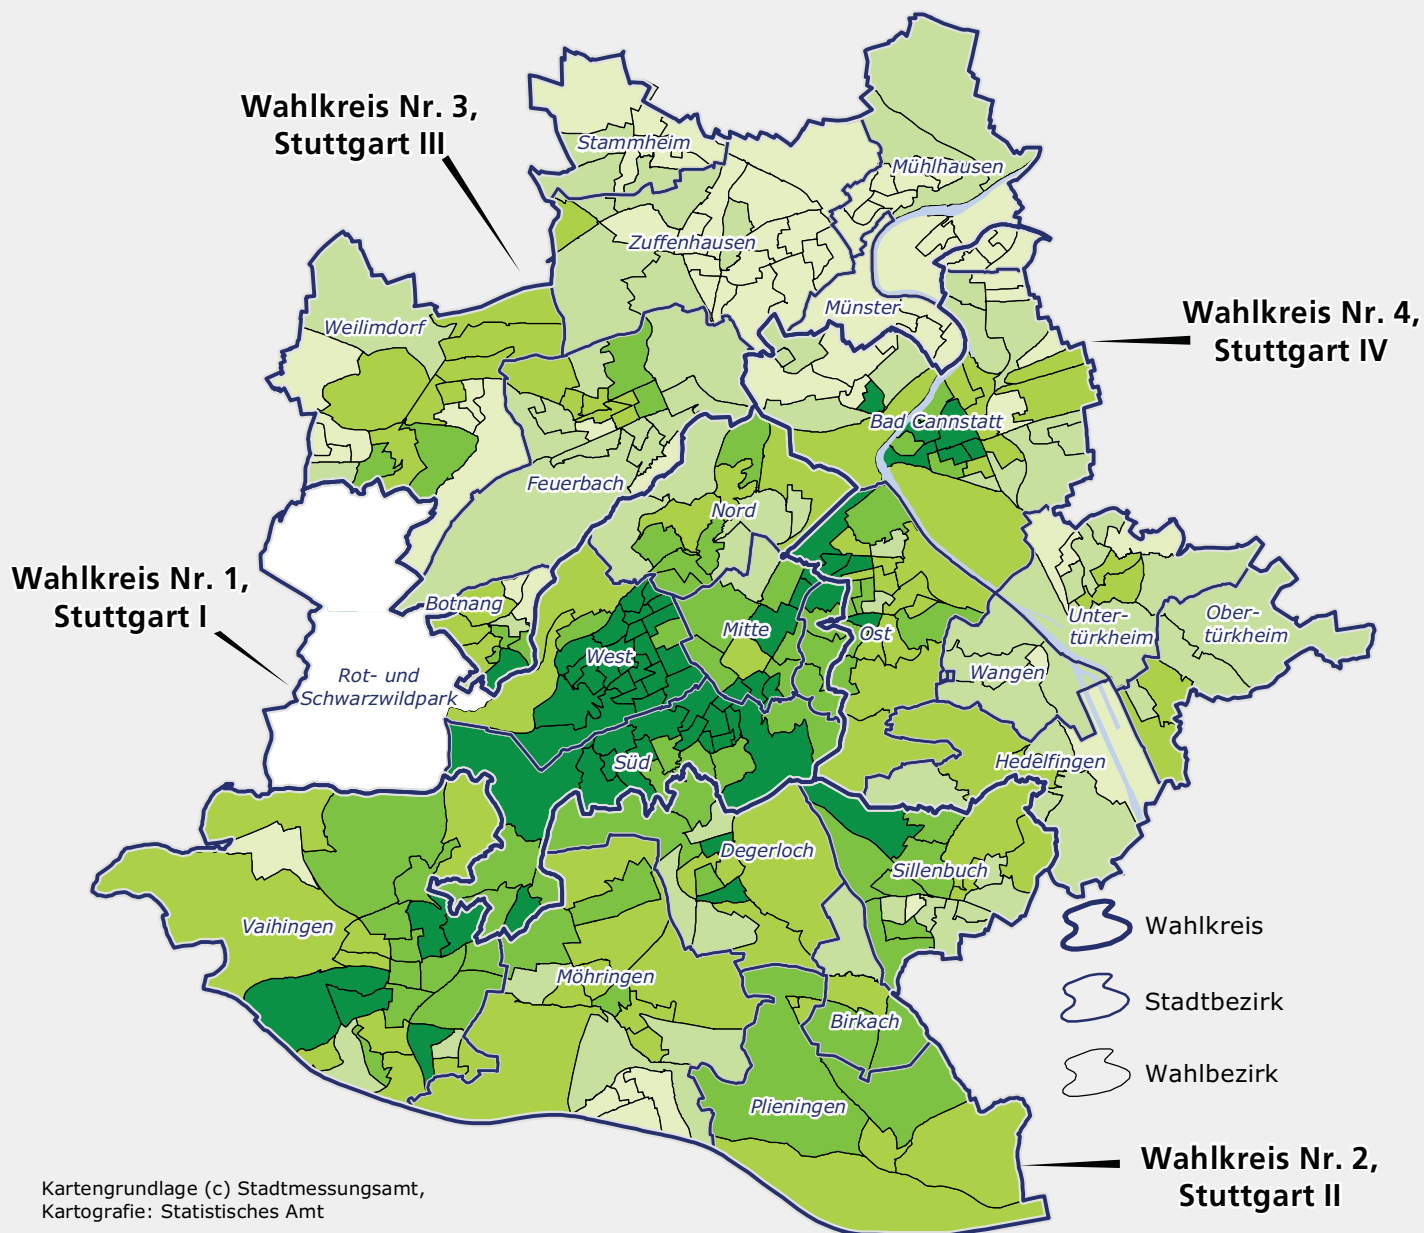 Wahlkreis Nr. 3,
Stuttgart III
Stammheim
Mühlhausen
Zuffenhausen
Münster
Weilimdorf
Wahlkreis Nr. 4,
Stuttgart IV
Bad Cannstatt
Feuerbach
Nord
Wahlkreis Nr. 1,
Stuttgart I
Botnang
Mitte
Ost
Unter-
türkheim
Ober-
türkheim
West
Wangen
Rot- und
Schwarzwildpark
Süd
Hedelfingen
Degerloch
Sillenbuch
Vaihingen
Möhringen
Birkach
Plieningen
Wahlkreis
Stadtbezirk
Wahlbezirk
Wahlkreis Nr. 2,
Stuttgart II
Kartengrundlage (c) Stadtmessungsamt,
Kartografie: Statistisches Amt